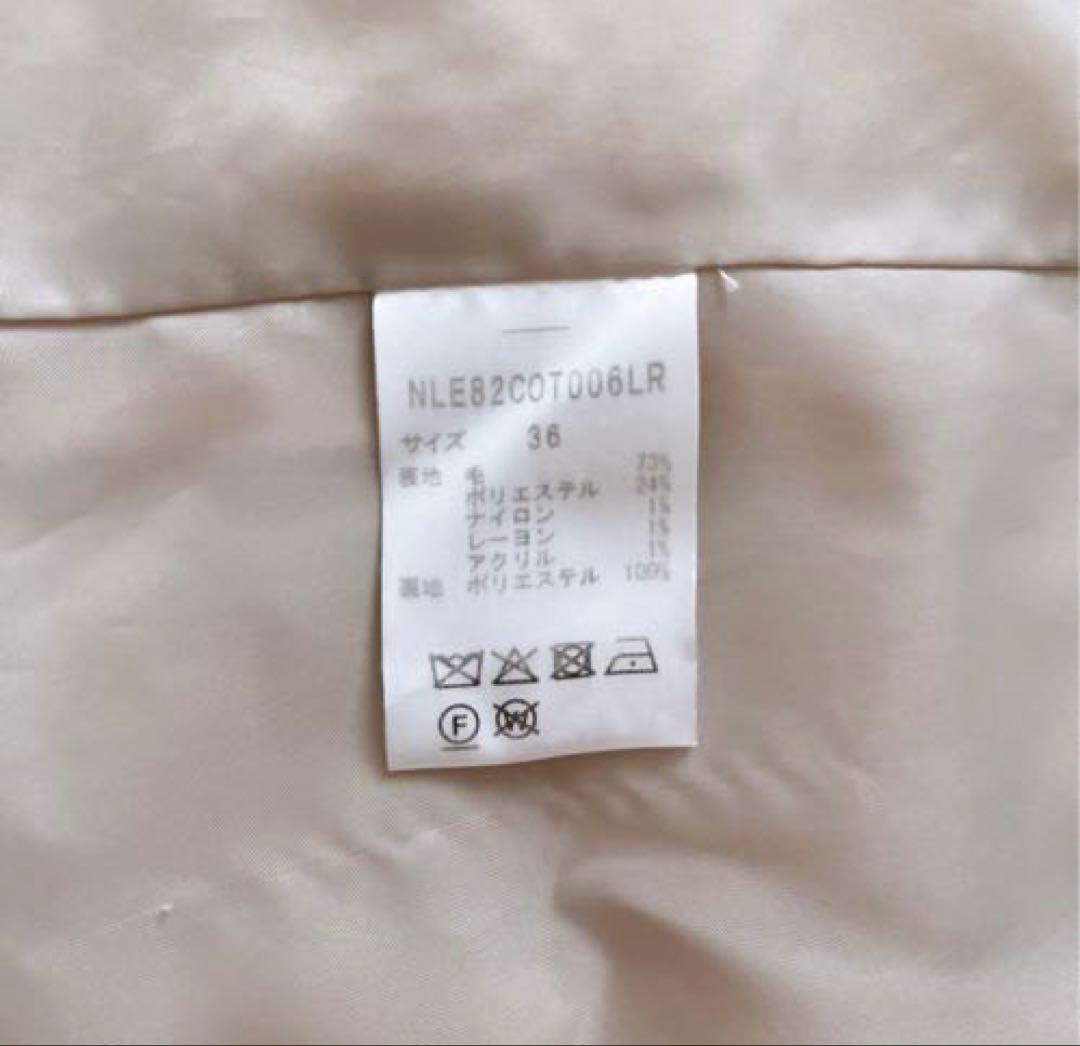 NLE82COT006LR
サイズ 36
表地 毛 73%
ポリエステル 24%
ナイロン 1%
レーヨン 1%
アクリル 1%
裏地 ポリエステル 100%
F W